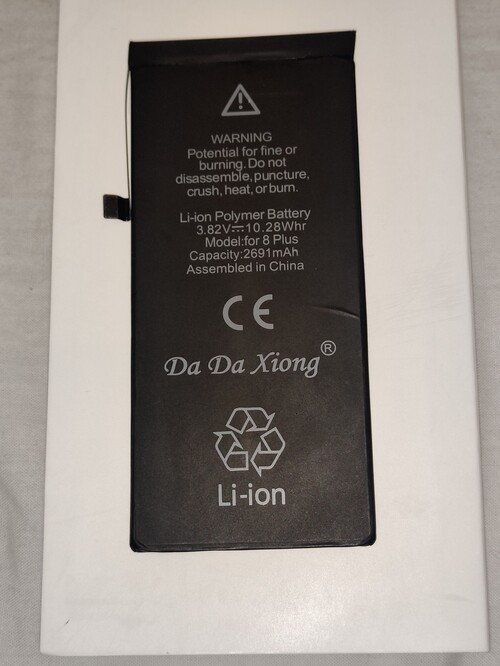 WARNING
Potential for fine or
burning. Do not
disassemble, puncture,
crush, heat, or burn.
Li-ion Polymer Battery
3.82V⎓10.28Whr
Model:for 8 Plus
Capacity:2691mAh
Assembled in China
CE
Da Da Xiong®
Li-ion